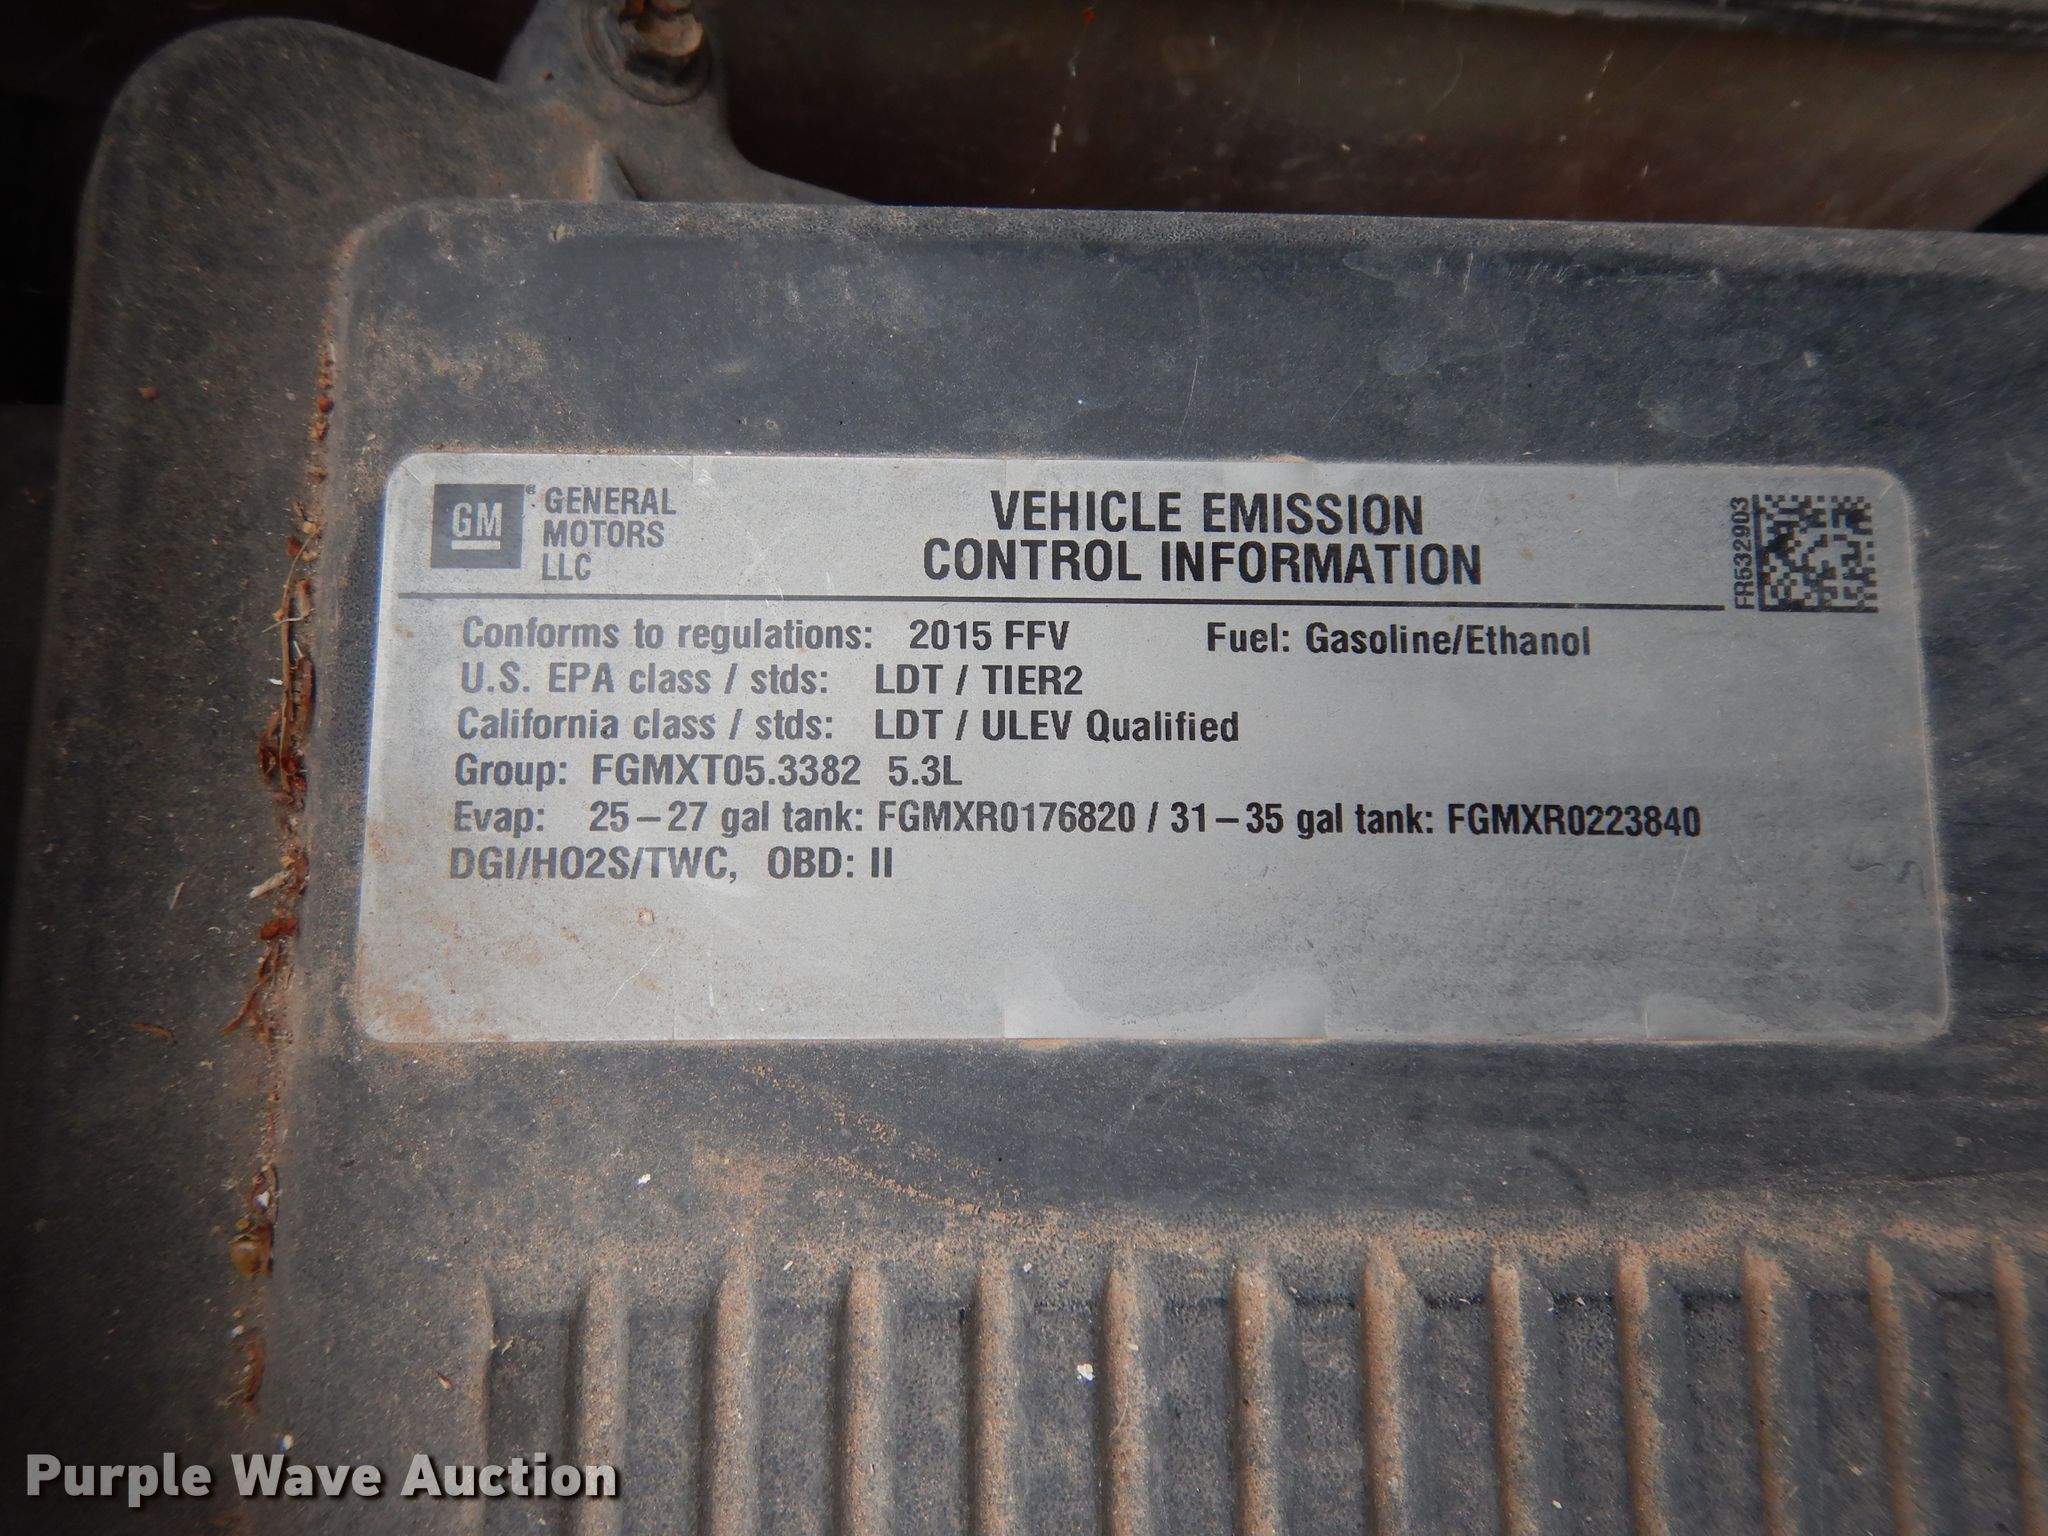 GM
GENERAL
MOTORS
LLC
VEHICLE EMISSION
CONTROL INFORMATION
FR532903
Conforms to regulations: 2015 FFV Fuel: Gasoline/Ethanol
U.S. EPA class / stds: LDT / TIER2
California class / stds: LDT / ULEV Qualified
Group: FGMXT05.3382 5.3L
Evap: 25–27 gal tank: FGMXR0176820 / 31–35 gal tank: FGMXR0223840
DGI/HO2S/TWC, OBD: II
Purple Wave Auction